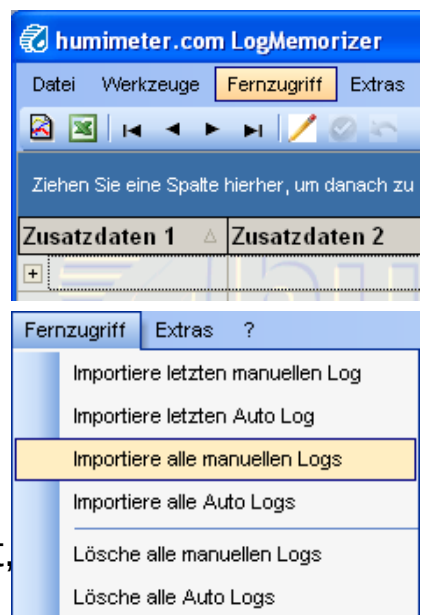 humimeter.com LogMemorizer
Datei Werkzeuge Fernzugriff Extras
Ziehen Sie eine Spalte hierher, um danach zu
Zusatzdaten 1 Zusatzdaten 2
Fernzugriff Extras ?
Importiere letzten manuellen Log
Importiere letzten Auto Log
Importiere alle manuellen Logs
Importiere alle Auto Logs
Lösche alle manuellen Logs
Lösche alle Auto Logs